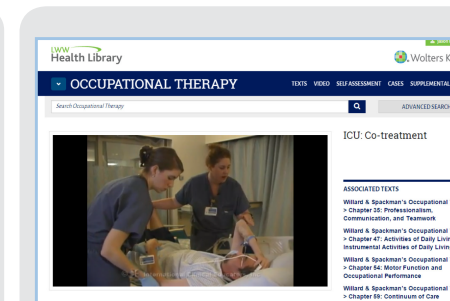 LWW
Health Library
Wolters K
OCCUPATIONAL THERAPY
TEXTS VIDEO SELF ASSESSMENT CASES SUPPLEMENTAL
Search Occupational Therapy
ADVANCED SEARCH
ICU: Co-treatment
ASSOCIATED TEXTS
Willard & Spackman's Occupational
> Chapter 35: Professionalism,
Communication, and Teamwork
Willard & Spackman's Occupational
> Chapter 47: Activities of Daily Livin
Instrumental Activities of Daily Livin
Willard & Spackman's Occupational
> Chapter 54: Motor Function and
Occupational Performance
Willard & Spackman's Occupational
> Chapter 69: Continuum of Care